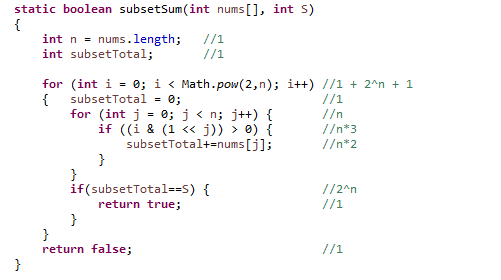 static boolean subsetSum(int nums[], int S)
{
    int n = nums.length;   //1
    int subsetTotal;       //1

    for (int i = 0; i < Math.pow(2,n); i++) //1 + 2^n + 1
    {   subsetTotal = 0;                    //1
        for (int j = 0; j < n; j++) {       //n
            if ((i & (1 << j)) > 0) {       //n*3
                subsetTotal+=nums[j];       //n*2
            }
        }
        if(subsetTotal==S) {                //2^n
            return true;                    //1
        }
    }
    return false;                           //1
}